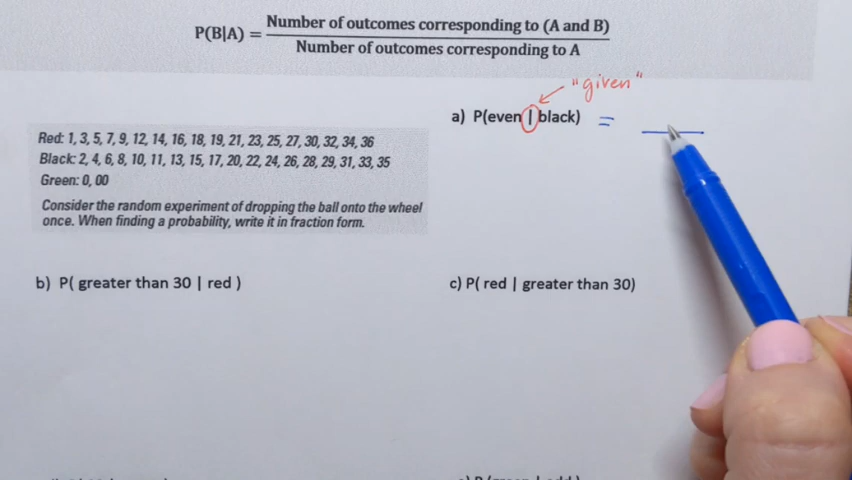 P(B|A) = Number of outcomes corresponding to (A and B)
Number of outcomes corresponding to A
"given"
a) P(even | black) =
Red: 1, 3, 5, 7, 9, 12, 14, 16, 18, 19, 21, 23, 25, 27, 30, 32, 34, 36
Black: 2, 4, 6, 8, 10, 11, 13, 15, 17, 20, 22, 24, 26, 28, 29, 31, 33, 35
Green: 0, 00
Consider the random experiment of dropping the ball onto the wheel
once. When finding a probability, write it in fraction form.
b) P( greater than 30 | red )
c) P( red | greater than 30)